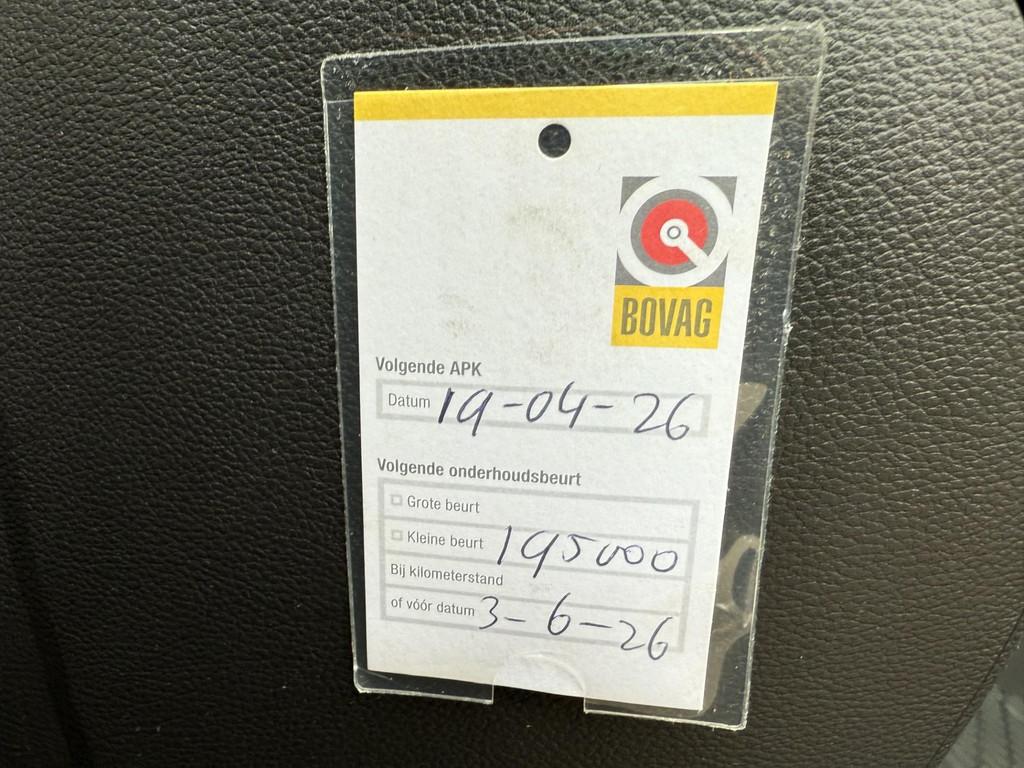 BOVAG
Volgende APK
Datum 19-04-26
Volgende onderhoudsbeurt
Grote beurt
Kleine beurt 195000
Bij kilometerstand
of vóór datum 3-6-26